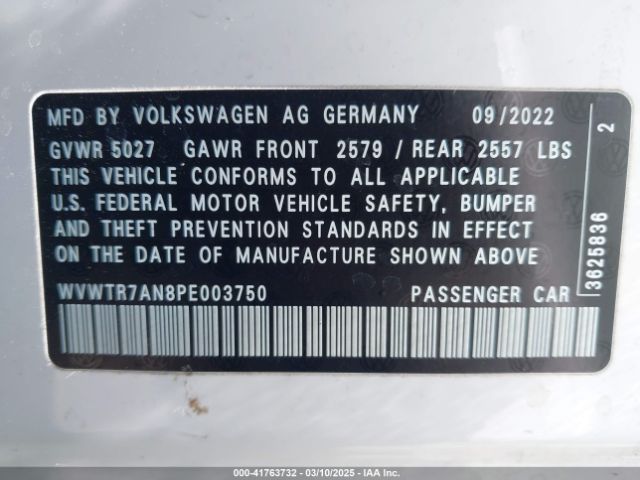 MFD BY VOLKSWAGEN AG GERMANY 09/2022
GVWR 5027 GAWR FRONT 2579 / REAR 2557 LBS
THIS VEHICLE CONFORMS TO ALL APPLICABLE
U.S. FEDERAL MOTOR VEHICLE SAFETY, BUMPER
AND THEFT PREVENTION STANDARDS IN EFFECT
ON THE DATE OF MANUFACTURE SHOWN ABOVE
WVWTR7AN8PE003750 PASSENGER CAR
3625836 2
000-41763732 — 03/10/2025 — IAA Inc.